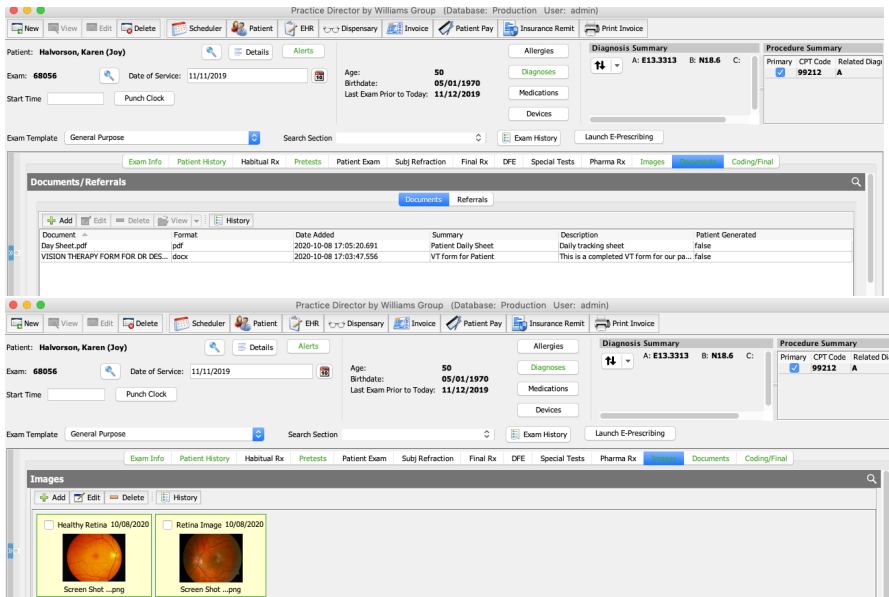 Practice Director by Williams Group (Database: Production User: admin)
New View Edit Delete Scheduler Patient EHR Dispensary Invoice Patient Pay Insurance Remit Print Invoice
Patient: Halvorson, Karen (Joy) Details Alerts Allergies Diagnosis Summary Procedure Summary
A: E13.3313 B: N18.6 C: Primary CPT Code Related Diag
Exam: 68056 Date of Service: 11/11/2019 Age: 50 Diagnoses 99212 A
Birthdate: 05/01/1970
Start Time Punch Clock Last Exam Prior to Today: 11/12/2019 Medications
Devices
Exam Template General Purpose Search Section Exam History Launch E-Prescribing
Exam Info Patient History Habitual Rx Pretests Patient Exam Subj Refraction Final Rx DFE Special Tests Pharma Rx Images Documents Coding/Final
Documents/Referrals
Documents Referrals
Add Edit Delete View History
Document Format Date Added Summary Description Patient Generated
Day Sheet.pdf pdf 2020-10-08 17:05:20.691 Patient Daily Sheet Daily tracking sheet false
VISION THERAPY FORM FOR DR DES... docx 2020-10-08 17:03:47.556 VT form for Patient This is a completed VT form for our pa... false
Practice Director by Williams Group (Database: Production User: admin)
New View Edit Delete Scheduler Patient EHR Dispensary Invoice Patient Pay Insurance Remit Print Invoice
Patient: Halvorson, Karen (Joy) Details Alerts Allergies Diagnosis Summary Procedure Summary
A: E13.3313 B: N18.6 C: Primary CPT Code Related Di
Exam: 68056 Date of Service: 11/11/2019 Age: 50 Diagnoses 99212 A
Birthdate: 05/01/1970
Start Time Punch Clock Last Exam Prior to Today: 11/12/2019 Medications
Devices
Exam Template General Purpose Search Section Exam History Launch E-Prescribing
Exam Info Patient History Habitual Rx Pretests Patient Exam Subj Refraction Final Rx DFE Special Tests Pharma Rx Images Documents Coding/Final
Images
Add Edit Delete History
Healthy Retina 10/08/2020 Retina Image 10/08/2020
Screen Shot ...png Screen Shot ...png